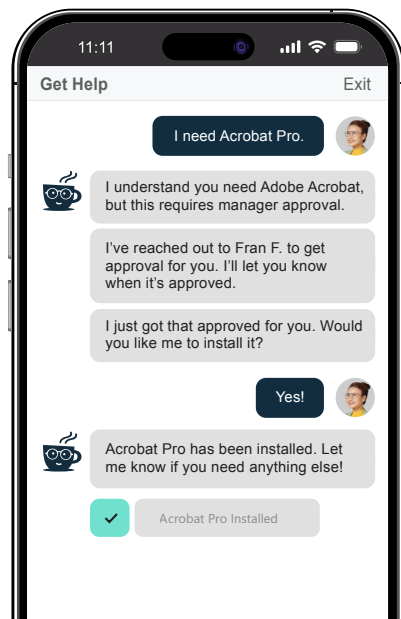 11:11
Get Help Exit
I need Acrobat Pro.
I understand you need Adobe Acrobat,
but this requires manager approval.
I’ve reached out to Fran F. to get
approval for you. I’ll let you know
when it’s approved.
I just got that approved for you. Would
you like me to install it?
Yes!
Acrobat Pro has been installed. Let
me know if you need anything else!
Acrobat Pro Installed